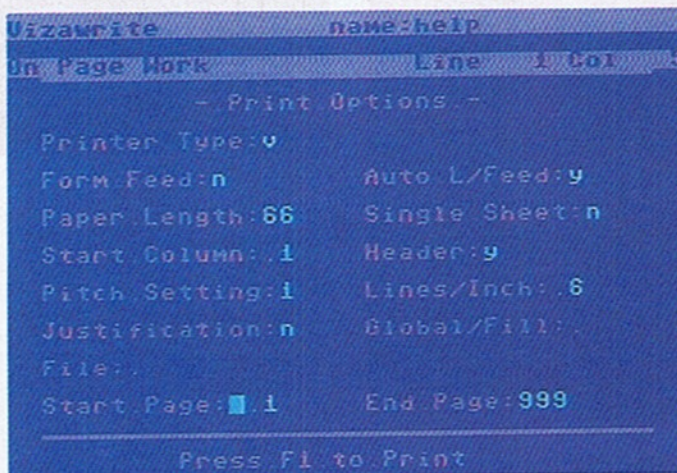 Vizawrite name:help
On Page Work Line 1 Col
- Print Options -
Printer Type:v
Form Feed:n Auto L/Feed:y
Paper Length:66 Single Sheet:n
Start Column: 1 Header:y
Pitch Setting:1 Lines/Inch: 6
Justification:n Global/Fill:
File:
Start Page: 1 End Page:999
Press F1 to Print